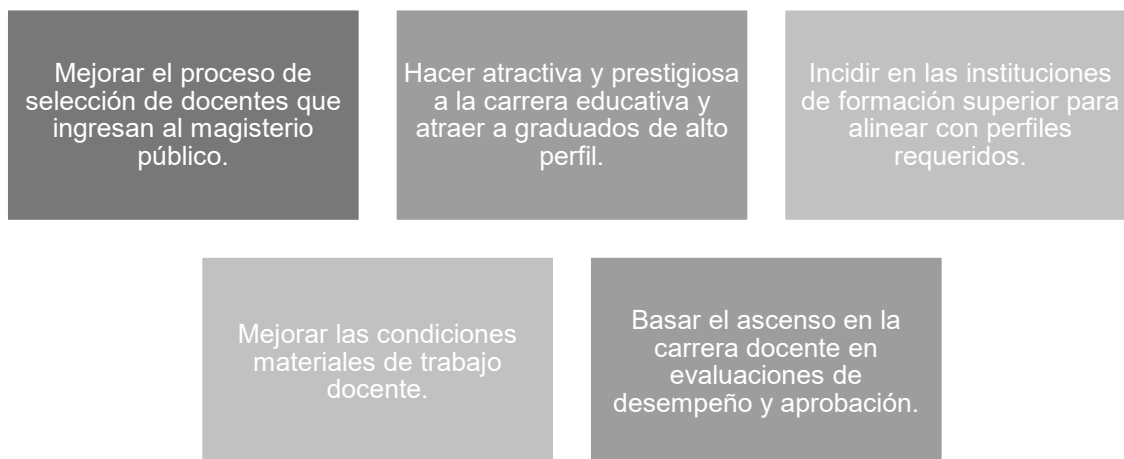 Mejorar el proceso de
selección de docentes que
ingresan al magisterio
público.
Hacer atractiva y prestigiosa
a la carrera educativa y
atraer a graduados de alto
perfil.
Incidir en las instituciones
de formación superior para
alinear con perfiles
requeridos.
Mejorar las condiciones
materiales de trabajo
docente.
Basar el ascenso en la
carrera docente en
evaluaciones de
desempeño y aprobación.